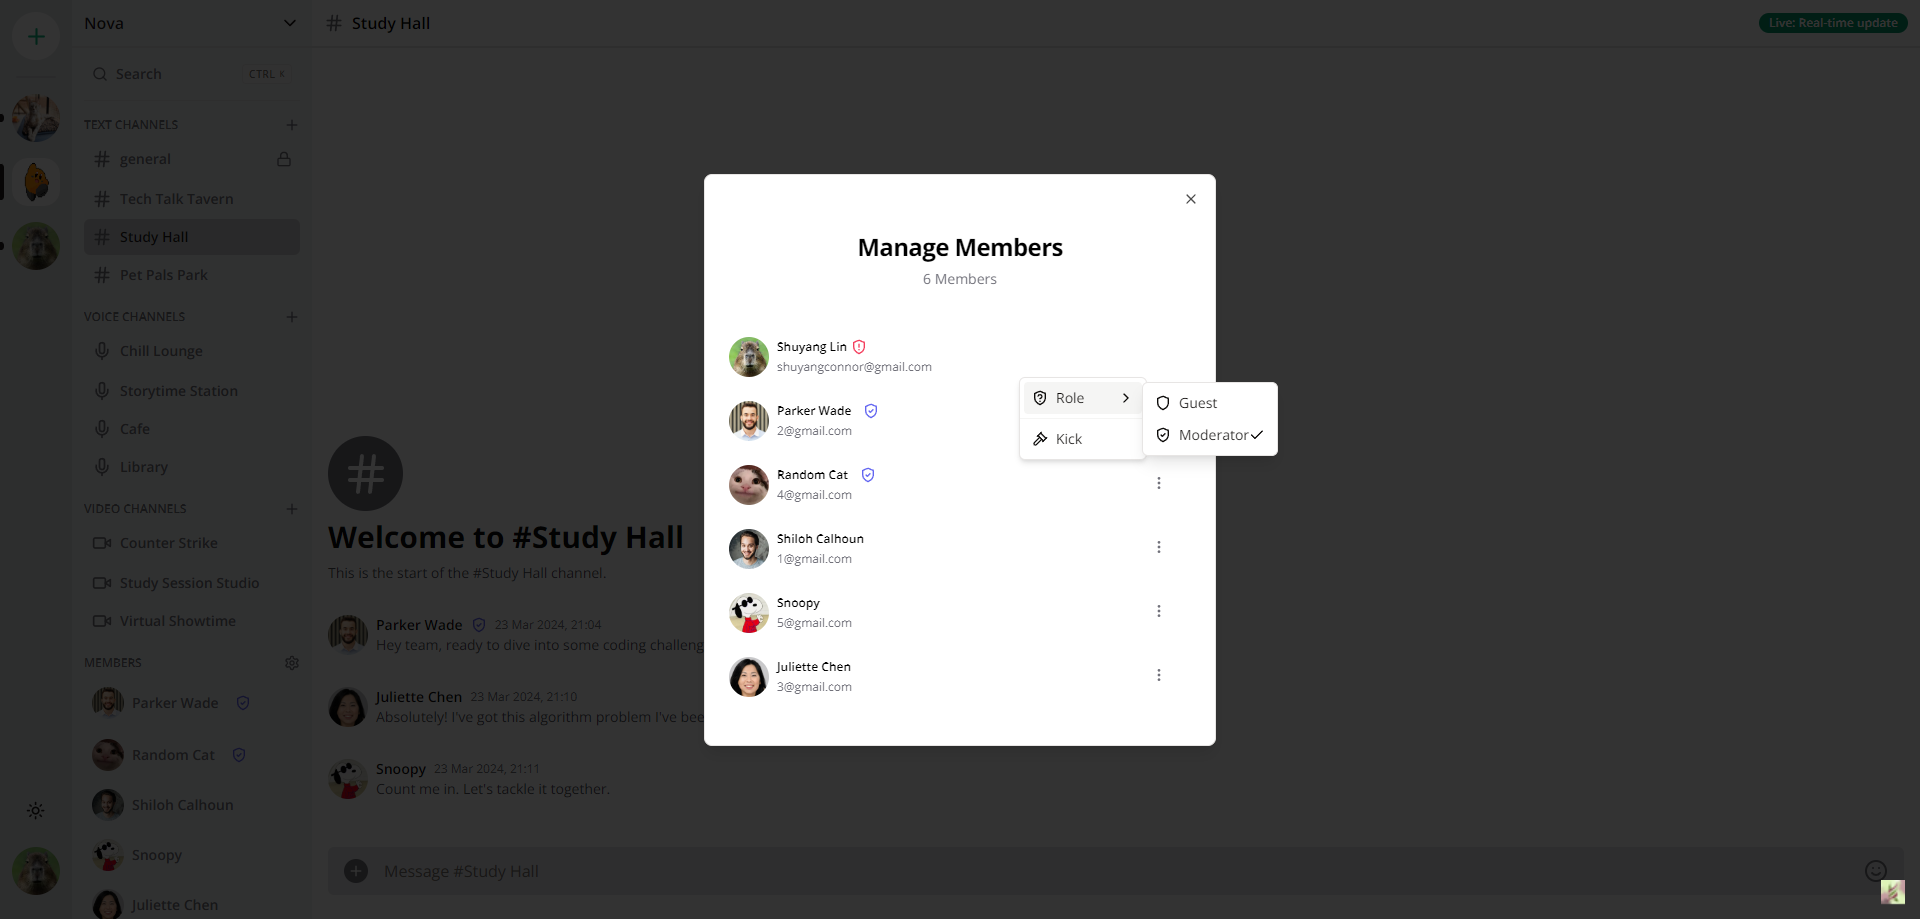 Nova
Search
CTRL K
TEXT CHANNELS
general
Tech Talk Tavern
Study Hall
Pet Pals Park
VOICE CHANNELS
Chill Lounge
Storytime Station
Cafe
Library
VIDEO CHANNELS
Counter Strike
Study Session Studio
Virtual Showtime
MEMBERS
Parker Wade
Random Cat
Shiloh Calhoun
Snoopy
Juliette Chen
# Study Hall
Live: Real-time update
#
Welcome to #Study Hall
This is the start of the #Study Hall channel.
Parker Wade 23 Mar 2024, 21:04
Hey team, ready to dive into some coding challeng
Juliette Chen 23 Mar 2024, 21:10
Absolutely! I've got this algorithm problem I've bee
Snoopy 23 Mar 2024, 21:11
Count me in. Let's tackle it together.
Message #Study Hall
Manage Members
6 Members
Shuyang Lin
shuyangconnor@gmail.com
Parker Wade
2@gmail.com
Random Cat
4@gmail.com
Shiloh Calhoun
1@gmail.com
Snoopy
5@gmail.com
Juliette Chen
3@gmail.com
Role
Kick
Guest
Moderator